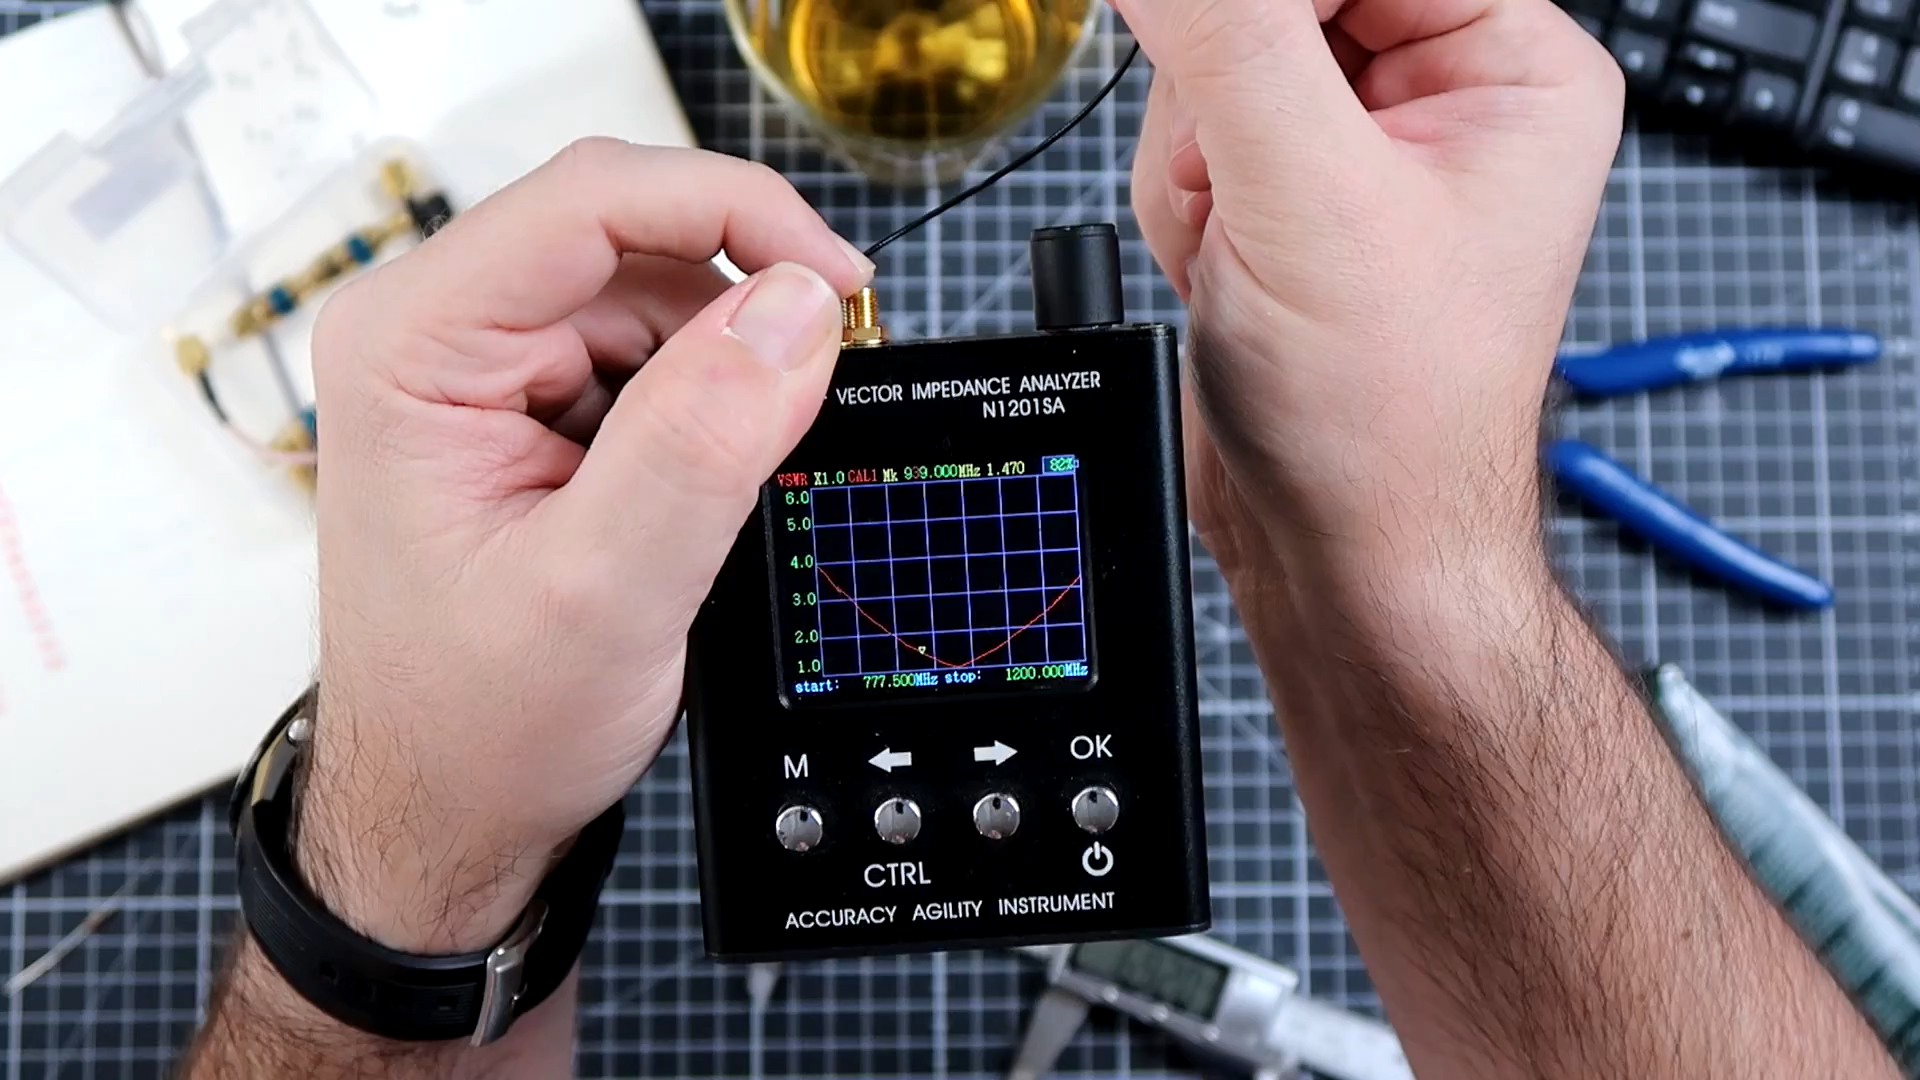 VECTOR IMPEDANCE ANALYZER
N1201SA
VSWR X1.0 CAL1 Mk 939.000MHz 1.470 82%
6.0
5.0
4.0
3.0
2.0
1.0
start: 777.500MHz stop: 1200.000MHz
M OK
CTRL
ACCURACY AGILITY INSTRUMENT